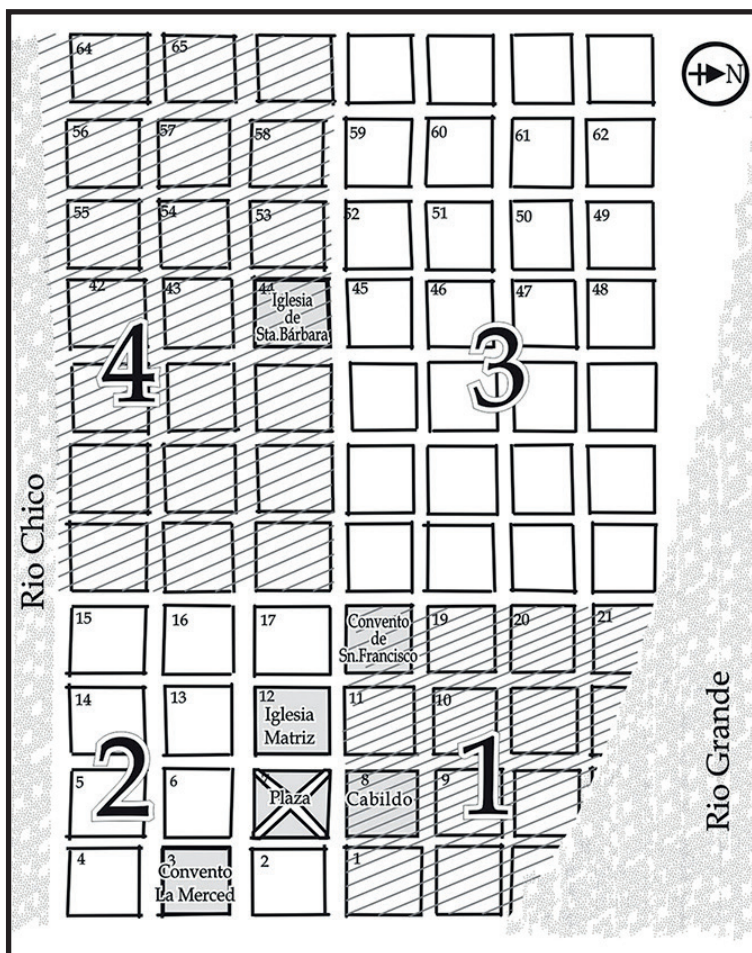 64 65
N
56 57 58 59 60 61 62
55 54 53 52 51 50 49
42 43 44 45 46 47 48
Iglesia
de
Sta.Bárbara
4 3
Rio Chico
15 16 17 19 20 21
Convento
de
Sn.Francisco
14 13 12 11 10
Iglesia
Matriz
Rio Grande
2 1
5 6 7 8 9
Plaza Cabildo
4 3 2 1
Convento
La Merced